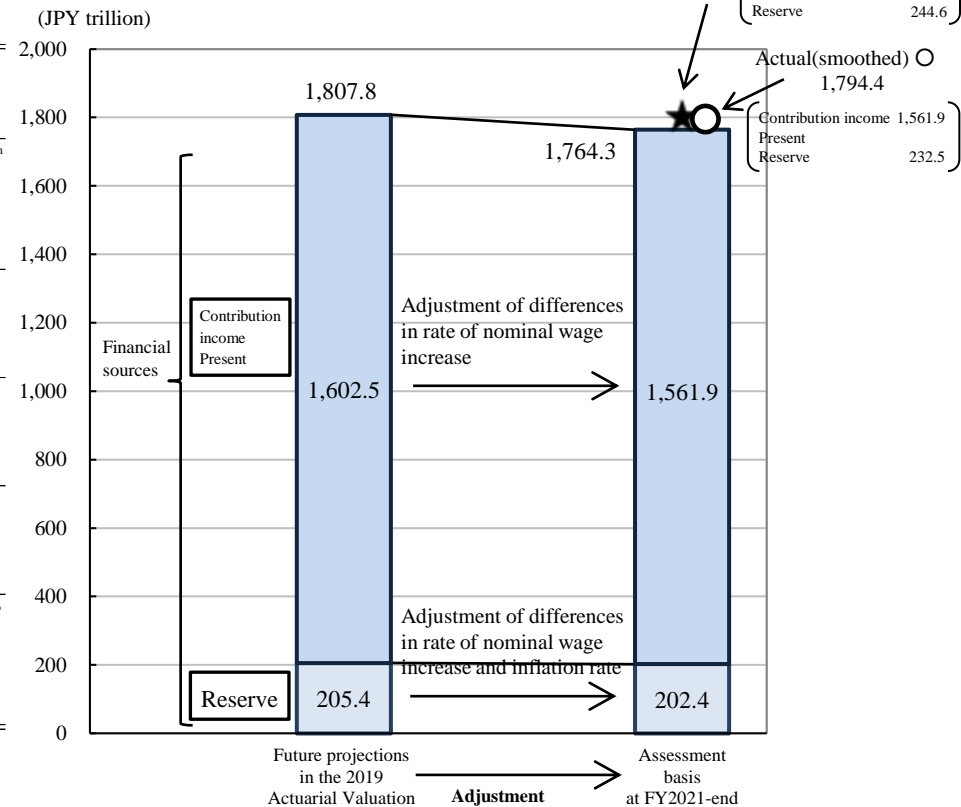 (JPY trillion)
Reserve 244.6
2,000
Actual(smoothed) ○
1,794.4
1,807.8
1,800
Contribution income 1,561.9
Present
Reserve 232.5
1,764.3
1,600
1,400
Adjustment of differences
in rate of nominal wage
increase
1,200
Contribution
income
Present
Financial
sources
1,000
1,602.5
1,561.9
800
600
400
Adjustment of differences
in rate of nominal wage
increase and inflation rate
200
Reserve
205.4
202.4
0
Future projections
in the 2019
Actuarial Valuation
Adjustment
Assessment
basis
at FY2021-end